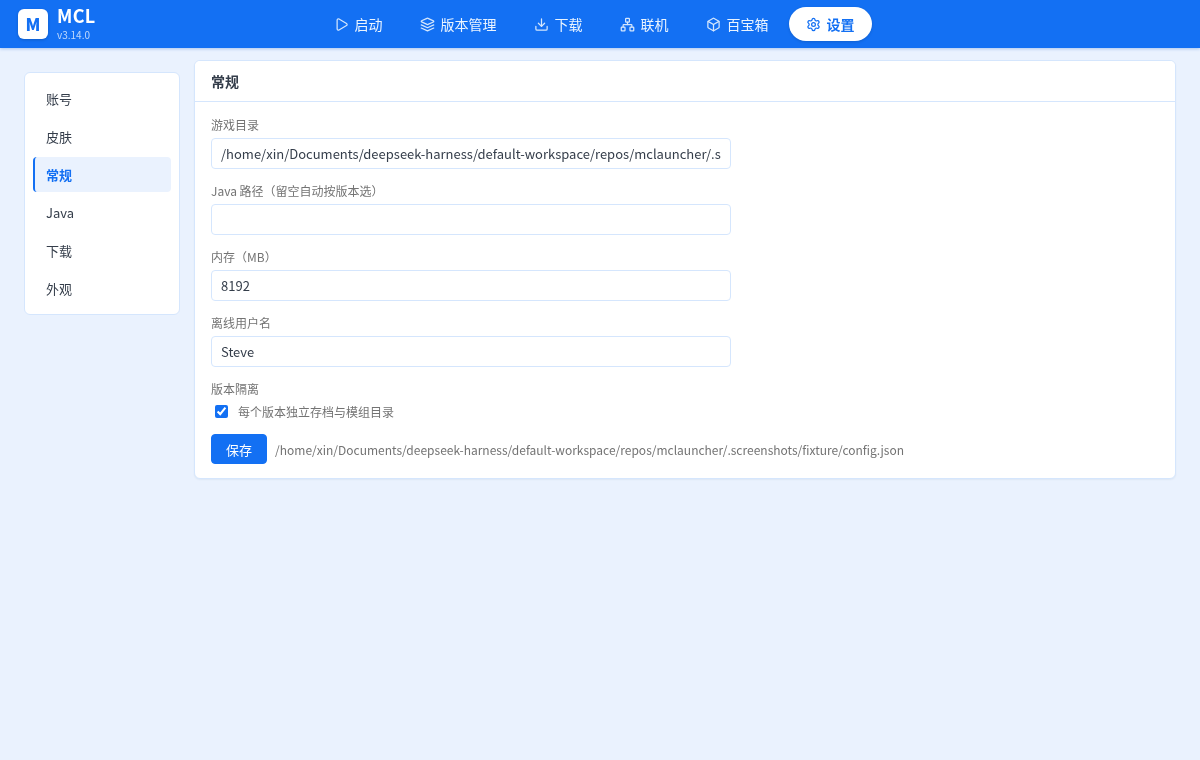 M
MCL
v3.14.0
启动
版本管理
下载
联机
百宝箱
设置
账号
皮肤
常规
Java
下载
外观
常规
游戏目录
/home/xin/Documents/deepseek-harness/default-workspace/repos/mclauncher/.s
Java 路径（留空自动按版本选）
内存（MB）
8192
离线用户名
Steve
版本隔离
每个版本独立存档与模组目录
保存
/home/xin/Documents/deepseek-harness/default-workspace/repos/mclauncher/.screenshots/fixture/config.json